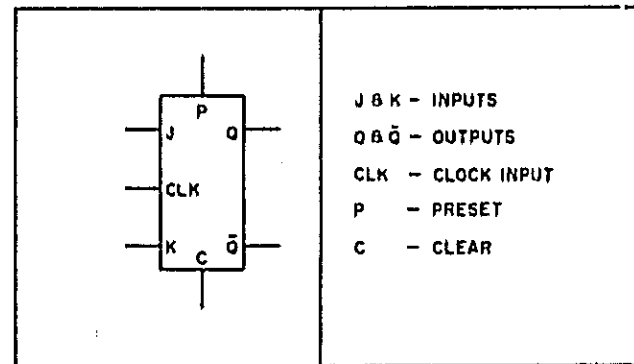 P
J Q
CLK
K Q̄
C
J & K - INPUTS
Q & Q̄ - OUTPUTS
CLK - CLOCK INPUT
P - PRESET
C - CLEAR